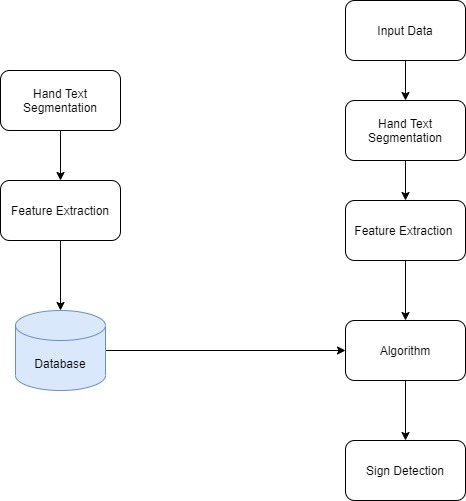 Input Data
Hand Text
Segmentation
Hand Text
Segmentation
Feature Extraction
Feature Extraction
Database
Algorithm
Sign Detection